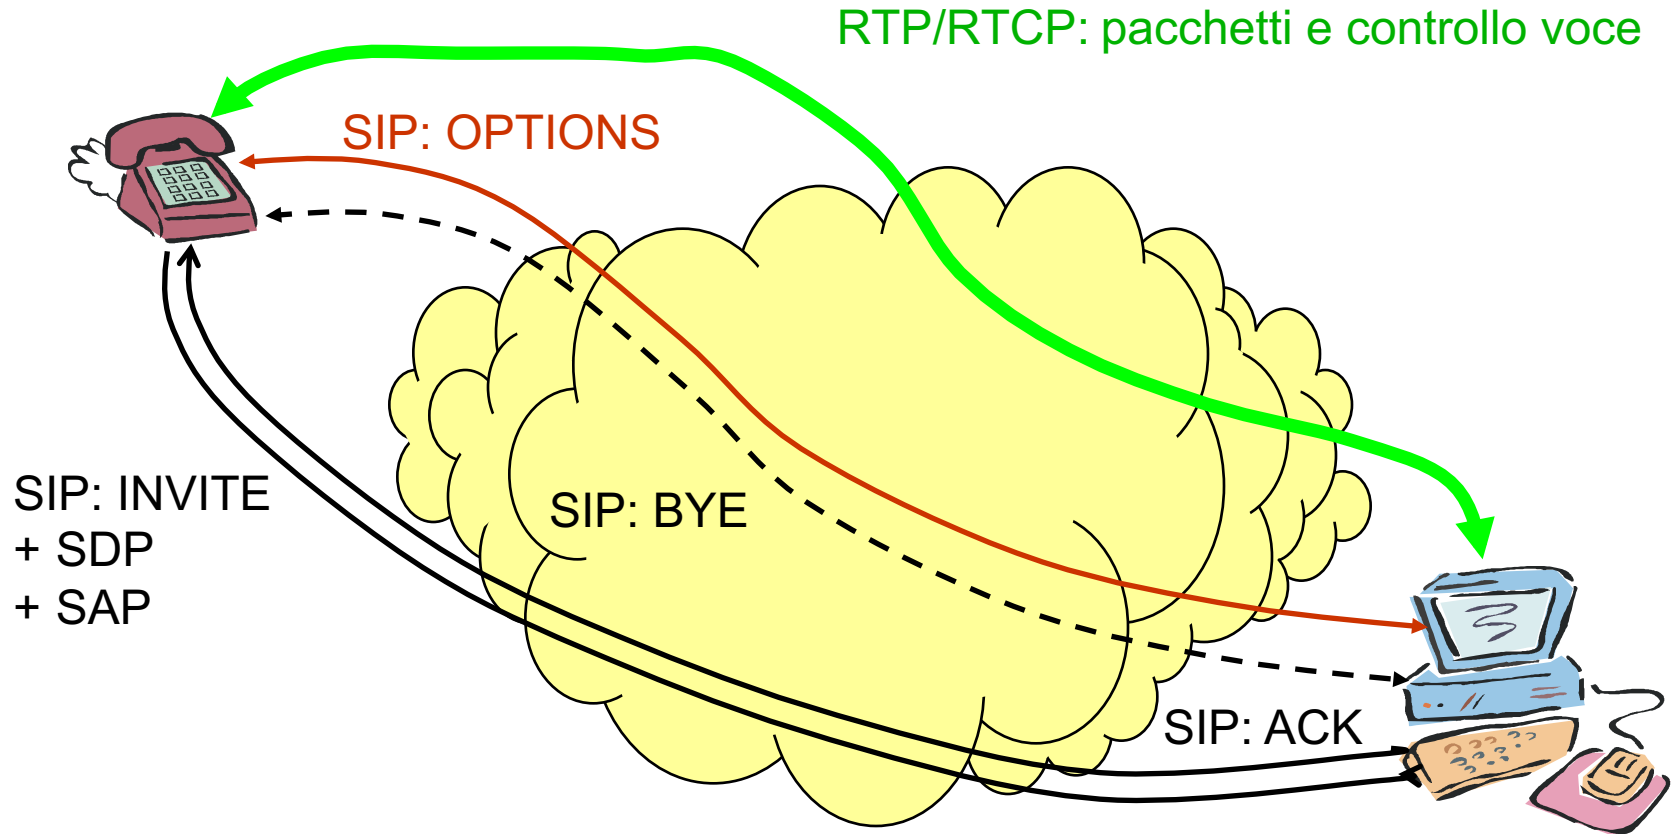 RTP/RTCP: pacchetti e controllo voce
SIP: OPTIONS
SIP: INVITE
+ SDP
+ SAP
SIP: BYE
SIP: ACK